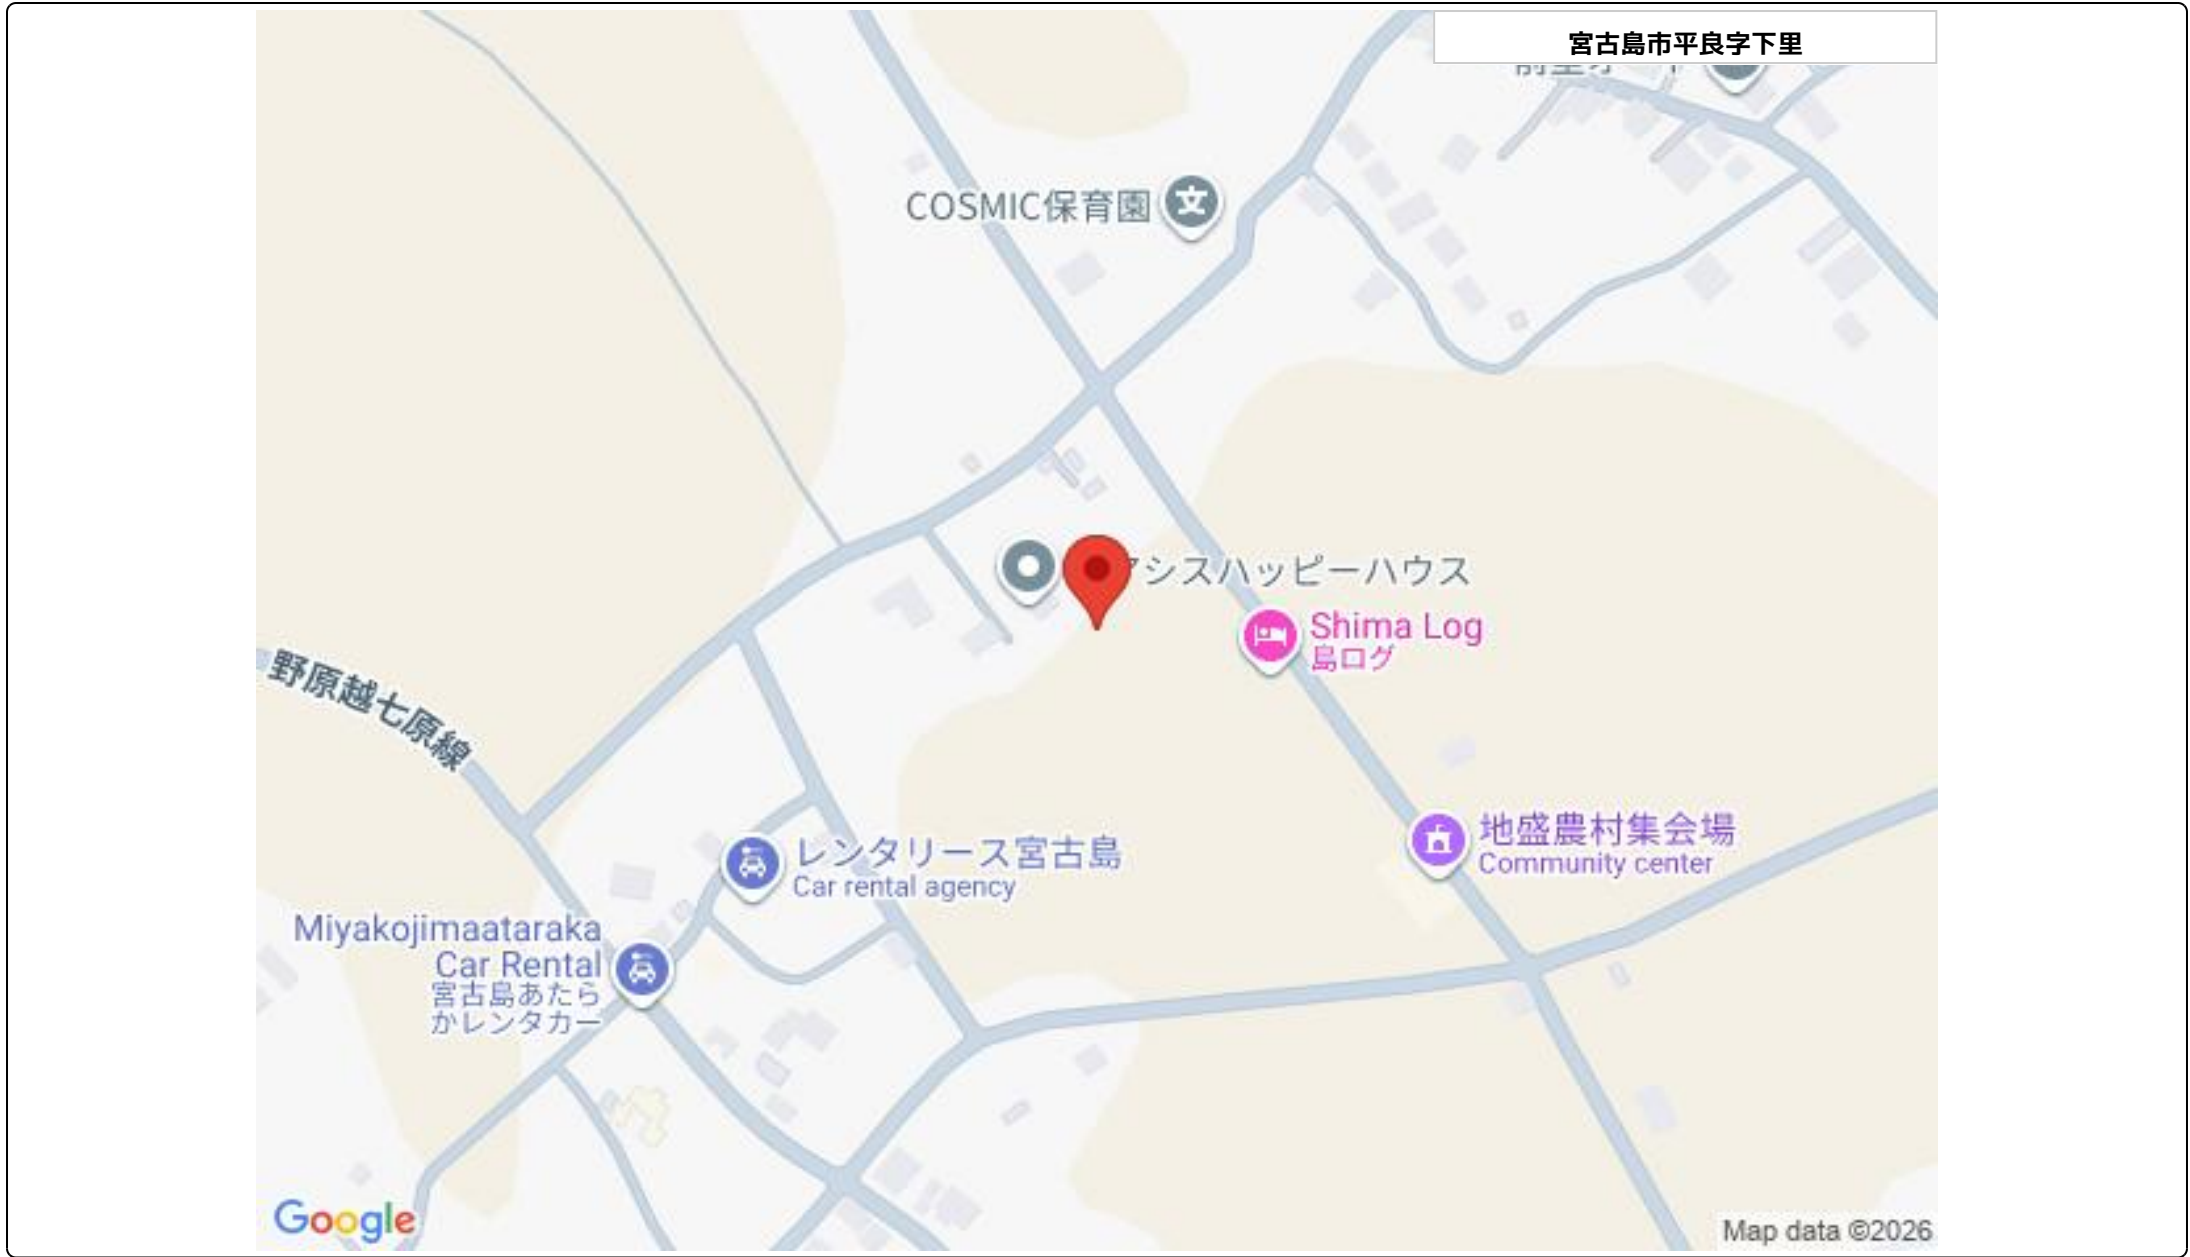 宮古島市平良字下里
COSMIC保育園
シスハッピーハウス
Shima Log
島ログ
野原越七原線
地盛農村集会場
Community center
レンタリース宮古島
Car rental agency
Miyakojimaataraka
Car Rental
宮古島あたら
かレンタカー
Google
Map data ©2026